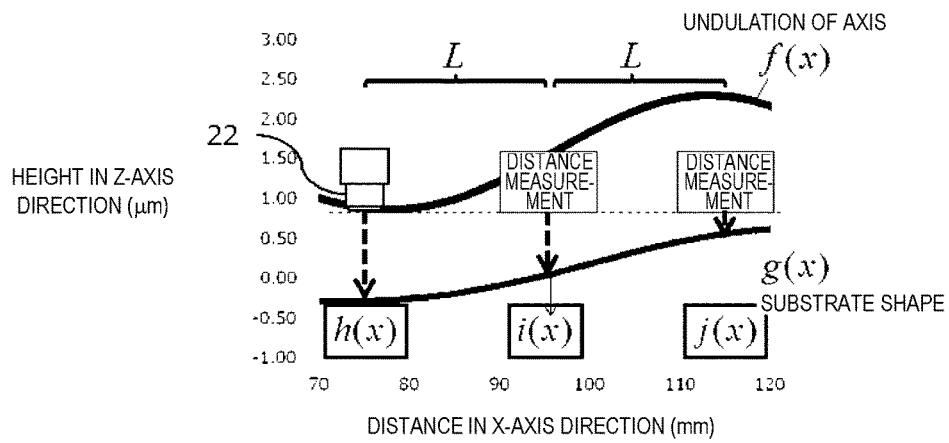 UNDULATION OF AXIS
3.00
L
L
f(x)
2.50
2.00
22
1.50
DISTANCE
MEASURE-
MENT
DISTANCE
MEASURE-
MENT
HEIGHT IN Z-AXIS
DIRECTION (μm)
1.00
0.50
0.00
g(x)
SUBSTRATE SHAPE
-0.50
h(x)
i(x)
j(x)
-1.00
70
80
90
100
110
120
DISTANCE IN X-AXIS DIRECTION (mm)